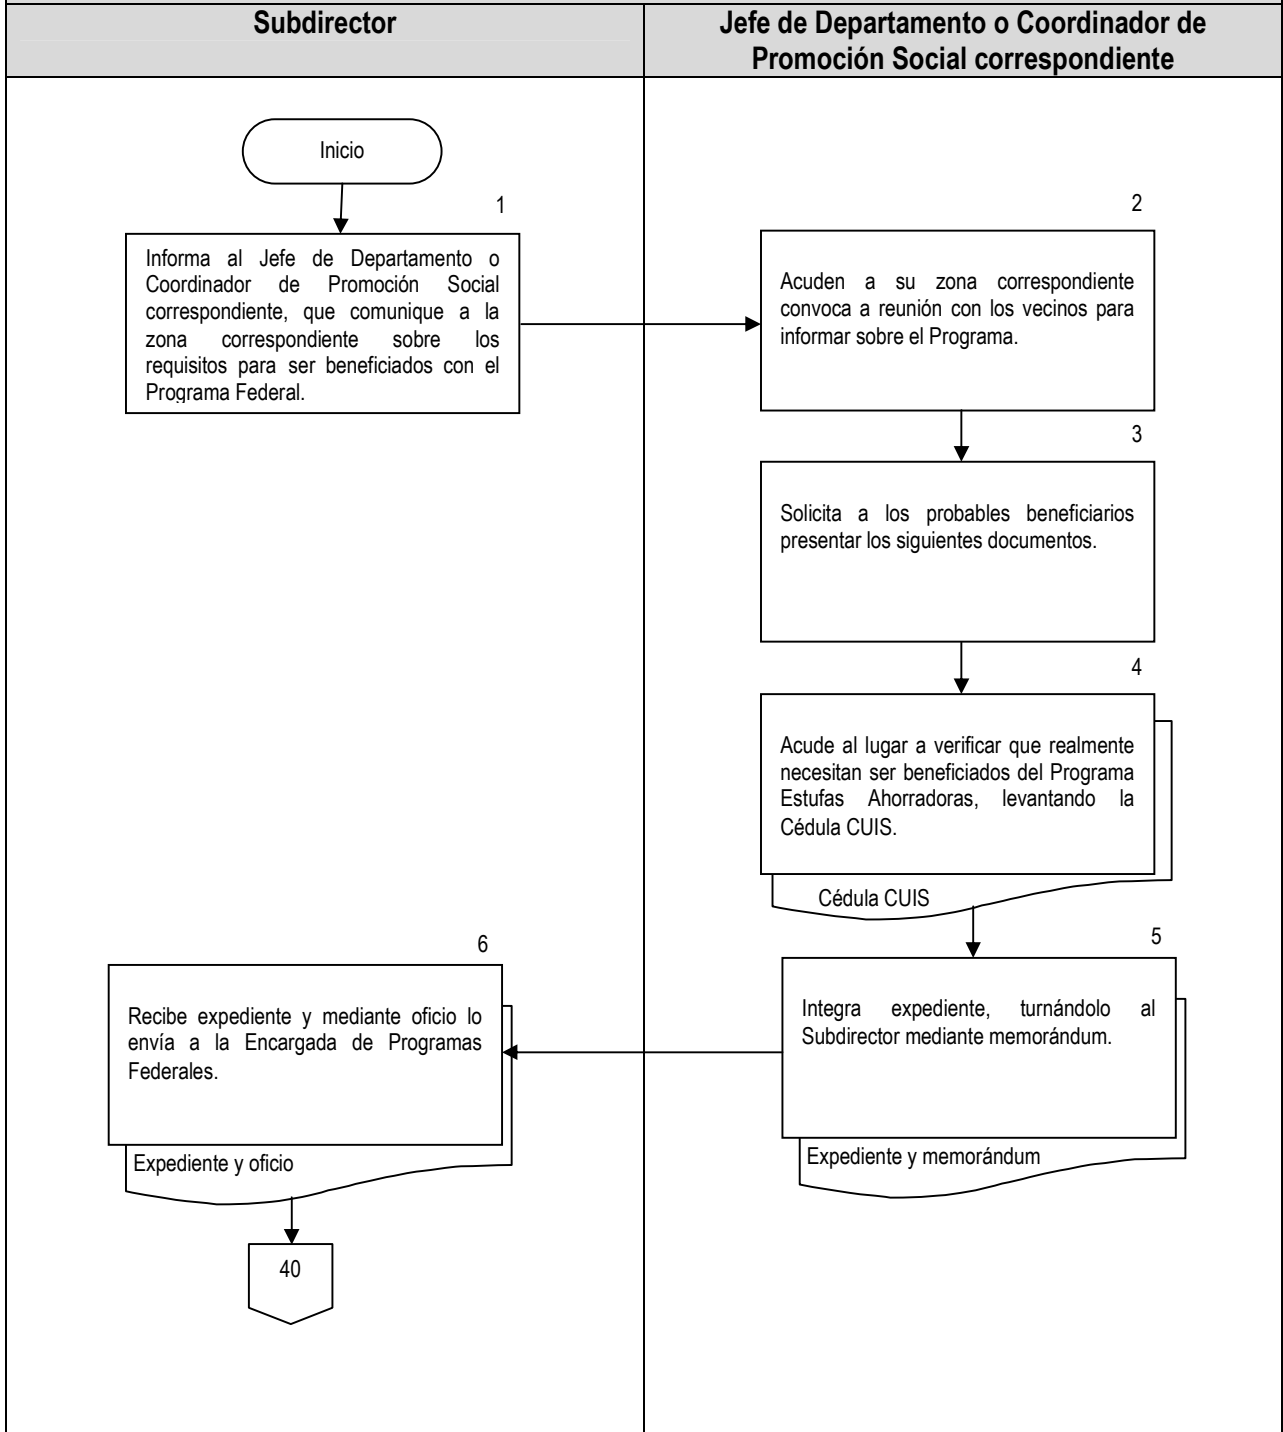 Subdirector
Jefe de Departamento o Coordinador de
Promoción Social correspondiente
Inicio
1
Informa al Jefe de Departamento o
Coordinador de Promoción Social
correspondiente, que comunique a la
zona correspondiente sobre los
requisitos para ser beneficiados con el
Programa Federal.
2
Acuden a su zona correspondiente
convoca a reunión con los vecinos para
informar sobre el Programa.
3
Solicita a los probables beneficiarios
presentar los siguientes documentos.
4
Acude al lugar a verificar que realmente
necesitan ser beneficiados del Programa
Estufas Ahorradoras, levantando la
Cédula CUIS.
Cédula CUIS
5
Integra expediente, turnándolo al
Subdirector mediante memorándum.
Expediente y memorándum
6
Recibe expediente y mediante oficio lo
envía a la Encargada de Programas
Federales.
Expediente y oficio
40